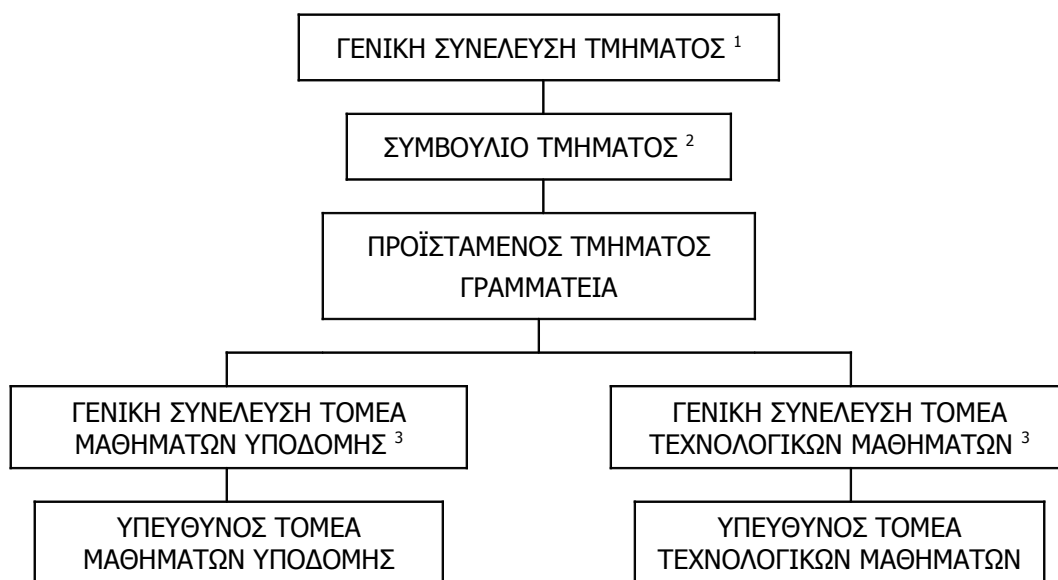 ΓΕΝΙΚΗ ΣΥΝΕΛΕΥΣΗ ΤΜΗΜΑΤΟΣ 1
ΣΥΜΒΟΥΛΙΟ ΤΜΗΜΑΤΟΣ 2
ΠΡΟΪΣΤΑΜΕΝΟΣ ΤΜΗΜΑΤΟΣ
ΓΡΑΜΜΑΤΕΙΑ
ΓΕΝΙΚΗ ΣΥΝΕΛΕΥΣΗ ΤΟΜΕΑ
ΜΑΘΗΜΑΤΩΝ ΥΠΟΔΟΜΗΣ 3
ΓΕΝΙΚΗ ΣΥΝΕΛΕΥΣΗ ΤΟΜΕΑ
ΤΕΧΝΟΛΟΓΙΚΩΝ ΜΑΘΗΜΑΤΩΝ 3
ΥΠΕΥΘΥΝΟΣ ΤΟΜΕΑ
ΜΑΘΗΜΑΤΩΝ ΥΠΟΔΟΜΗΣ
ΥΠΕΥΘΥΝΟΣ ΤΟΜΕΑ
ΤΕΧΝΟΛΟΓΙΚΩΝ ΜΑΘΗΜΑΤΩΝ